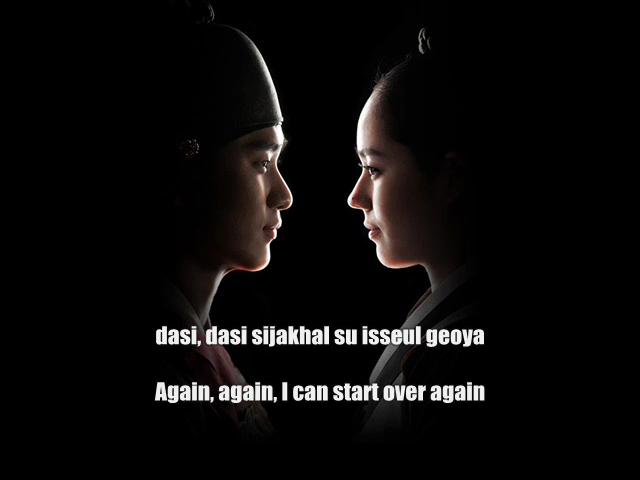 dasi, dasi sijakhal su isseul geoya
Again, again, I can start over again